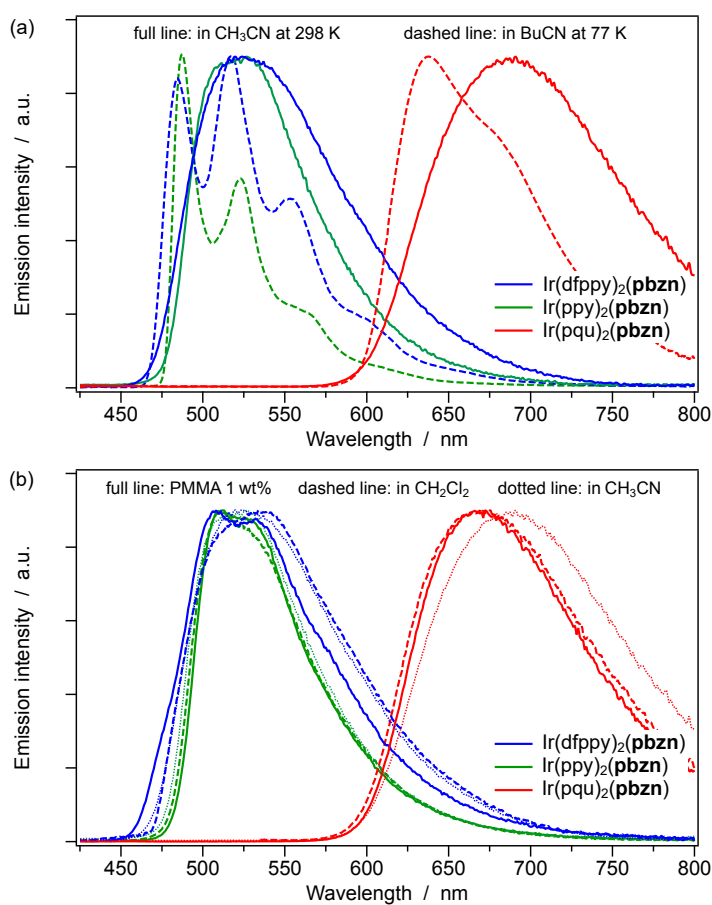 (a)
full line: in CH₃CN at 298 K dashed line: in BuCN at 77 K
Emission intensity / a.u.
Ir(dfppy)₂(pbzn)
Ir(ppy)₂(pbzn)
Ir(pqu)₂(pbzn)
450 500 550 600 650 700 750 800
Wavelength / nm
(b)
full line: PMMA 1 wt% dashed line: in CH₂Cl₂ dotted line: in CH₃CN
Emission intensity / a.u.
Ir(dfppy)₂(pbzn)
Ir(ppy)₂(pbzn)
Ir(pqu)₂(pbzn)
450 500 550 600 650 700 750 800
Wavelength / nm